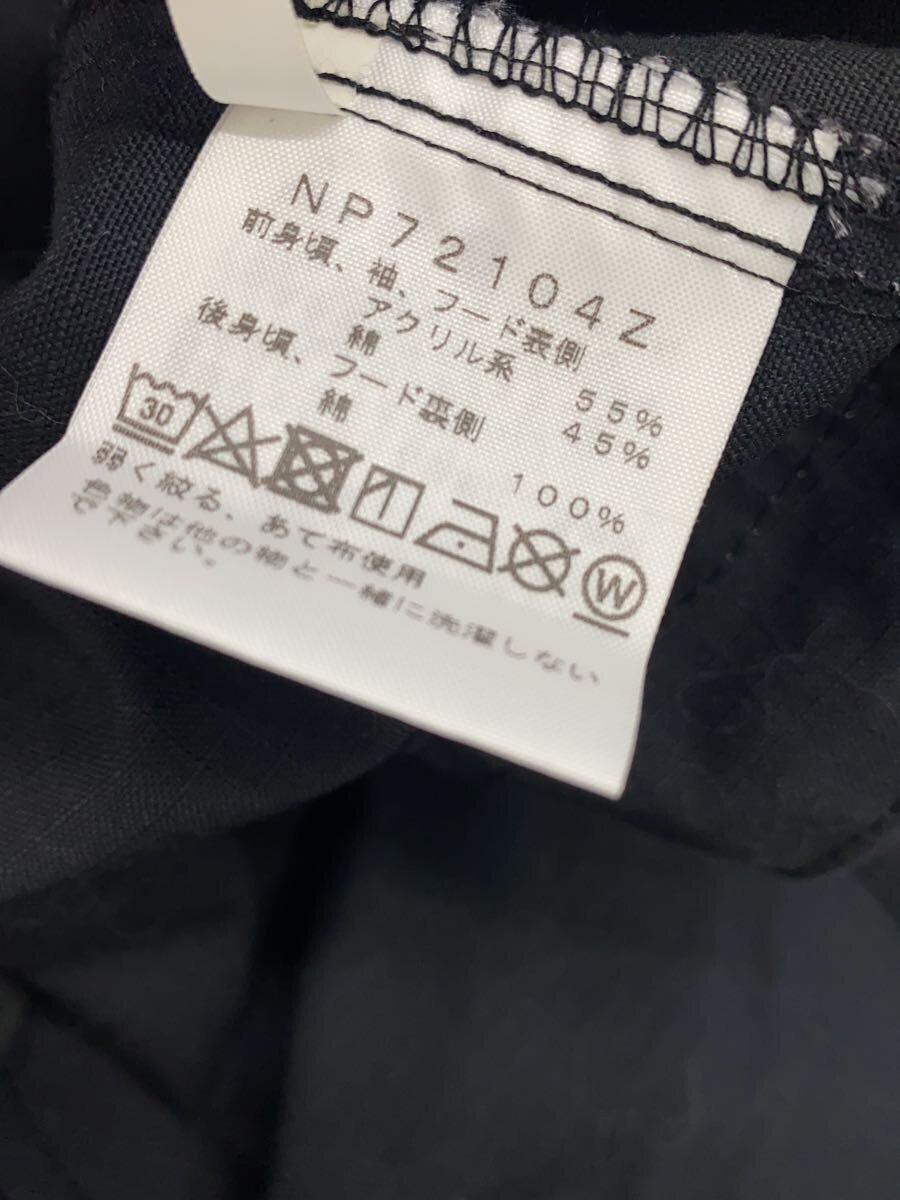 NP72104Z
前身頃、袖、フード表側
アクリル系 55%
綿 45%
後身頃、フード裏側
綿 100%
30
W
弱く絞る、あて布使用
色物は他の物と一緒に洗濯しない
で下さい。